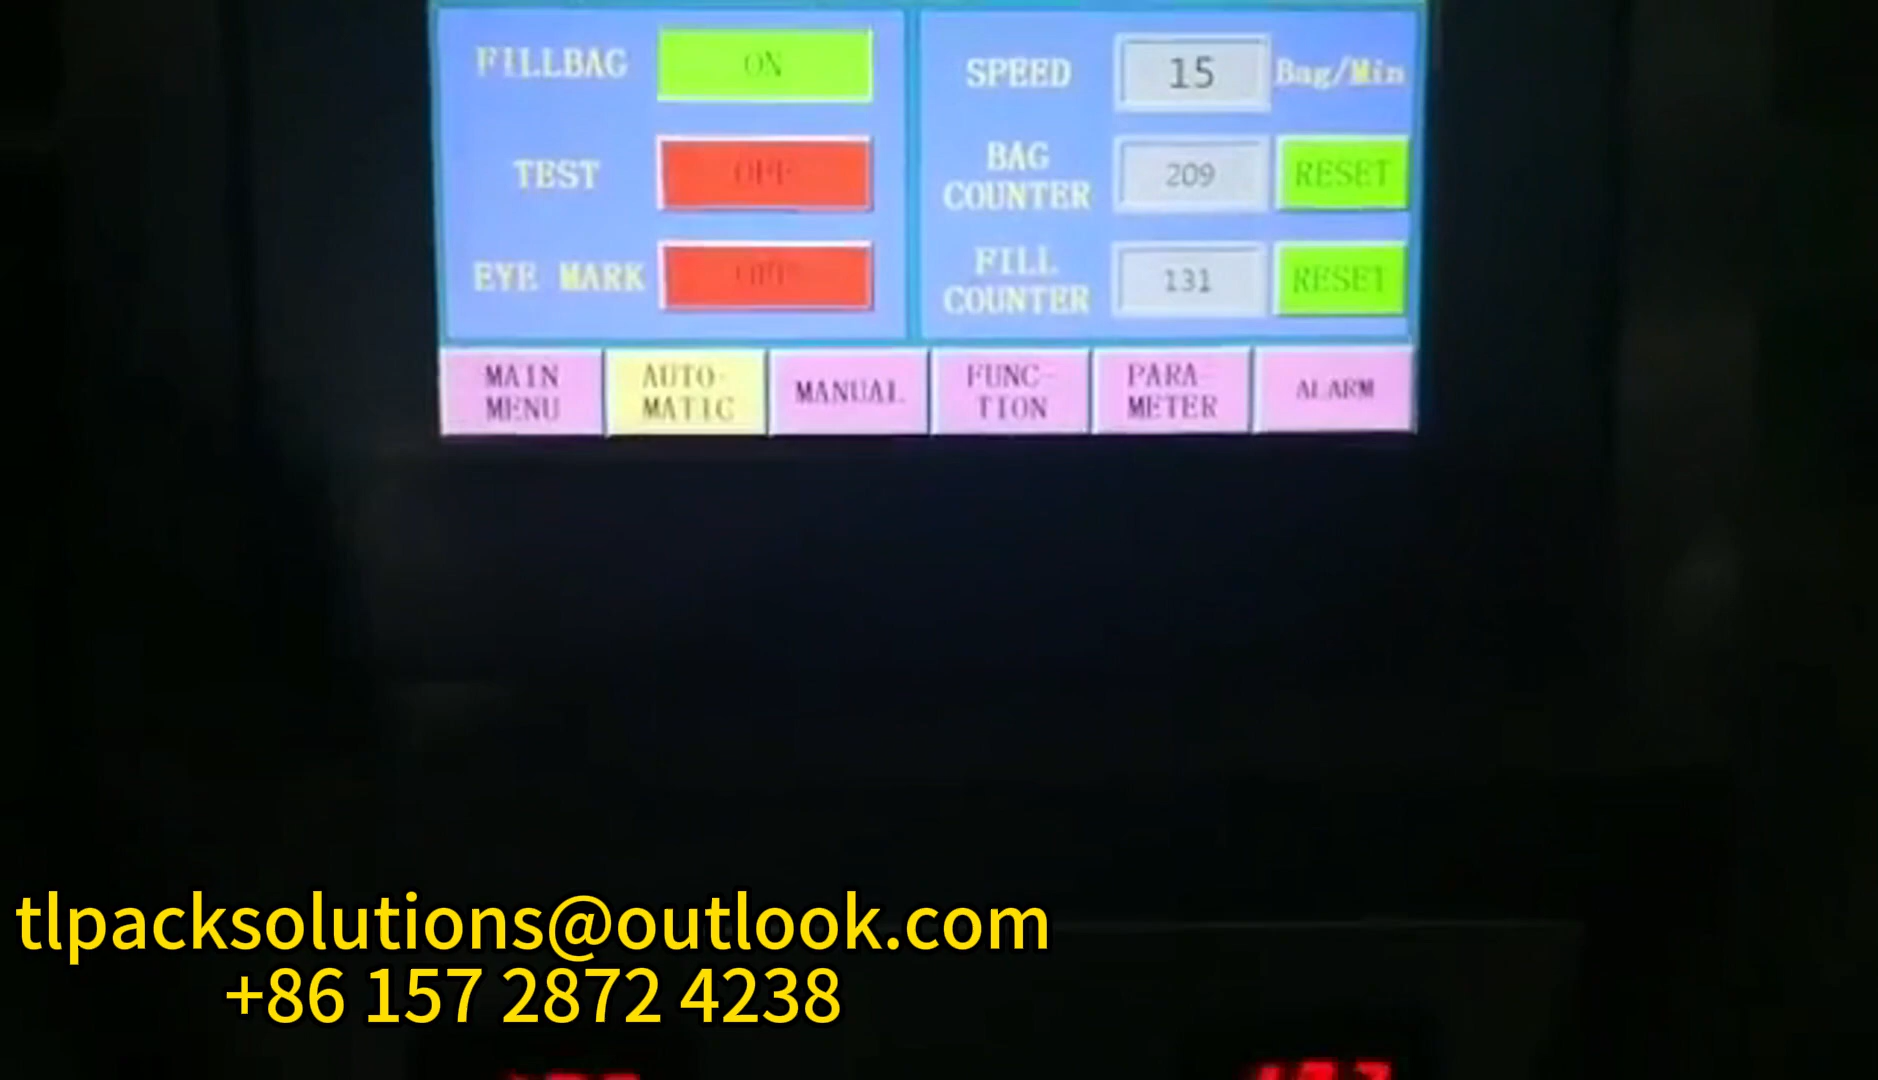 FILLBAG ON
TEST OFF
EYE MARK OFF
SPEED 15 Bag/Min
BAG
COUNTER 209 RESET
FILL
COUNTER 131 RESET
MAIN
MENU
AUTO-
MATIC
MANUAL
FUNC-
TION
PARA-
METER
ALARM
tlpacksolutions@outlook.com
+86 157 2872 4238